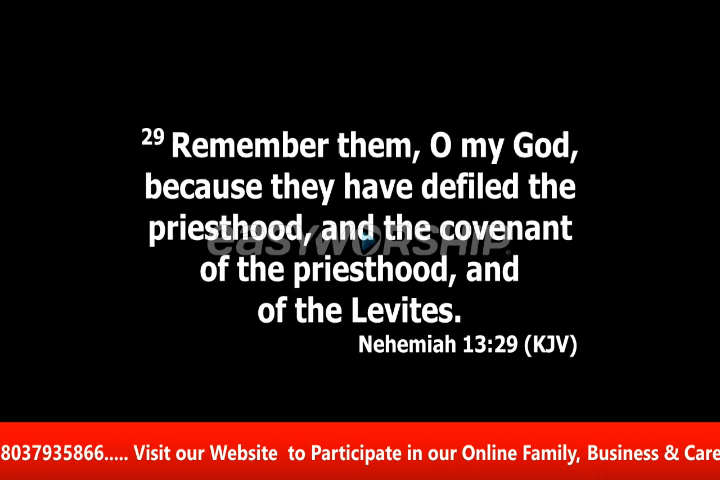 29 Remember them, O my God,
because they have defiled the
priesthood, and the covenant
of the priesthood, and
of the Levites.
EASYWORSHIP
Nehemiah 13:29 (KJV)
8037935866..... Visit our Website to Participate in our Online Family, Business & Care